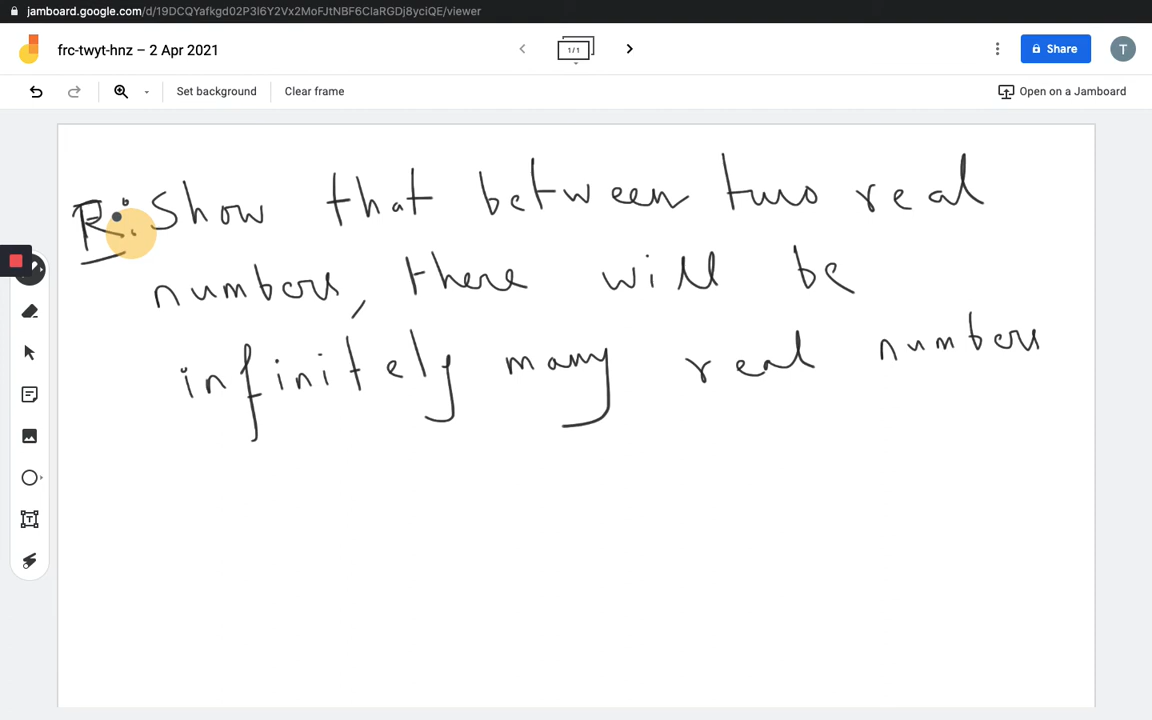 jamboard.google.com/d/19DCQYafkgd02P3l6Y2Vx2MoFJtNBF6ClaRGDj8yciQE/viewer
frc-twyt-hnz – 2 Apr 2021
1/1
Share
T
Set background
Clear frame
Open on a Jamboard
Show that between two real
numbers, there will be
infinitely many real numbers